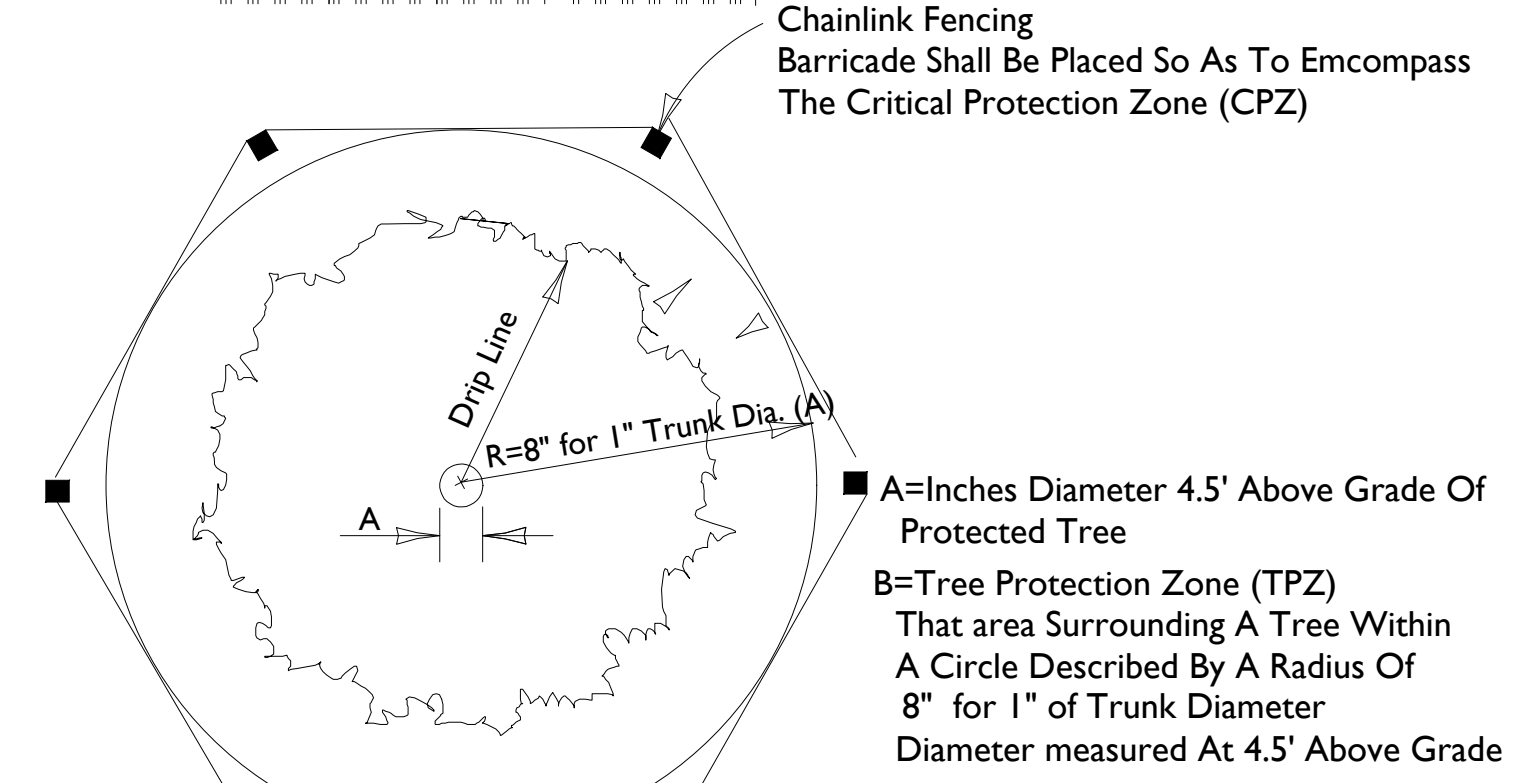 Chainlink Fencing
Barricade Shall Be Placed So As To Emcompass
The Critical Protection Zone (CPZ)
Drip Line
R=8" for 1" Trunk Dia. (A)
A
A=Inches Diameter 4.5' Above Grade Of
Protected Tree
B=Tree Protection Zone (TPZ)
That area Surrounding A Tree Within
A Circle Described By A Radius Of
8" for 1" of Trunk Diameter
Diameter measured At 4.5' Above Grade